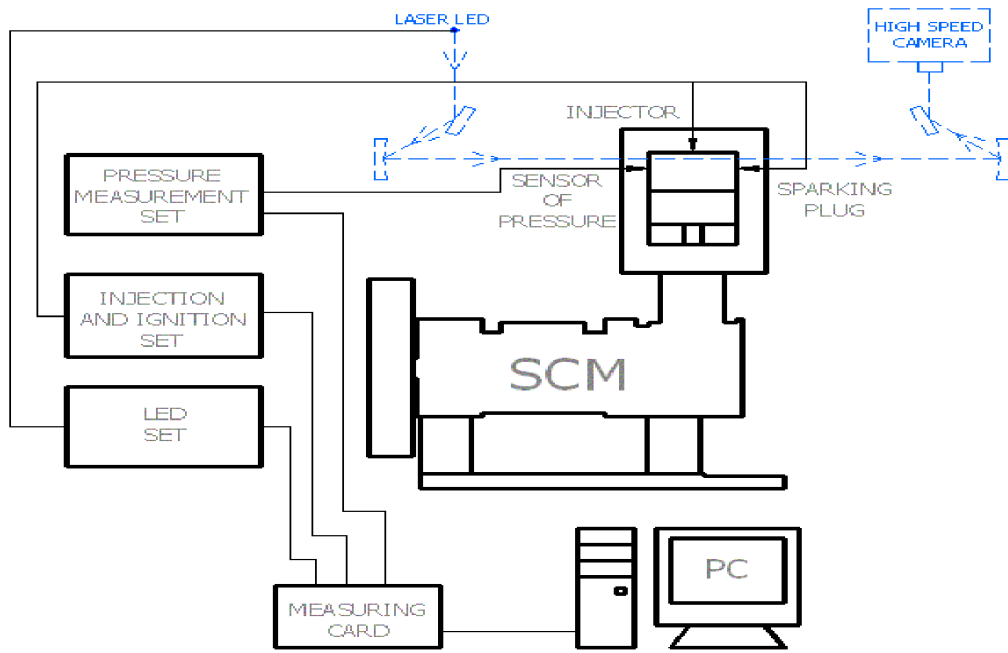 LASER LED
HIGH SPEED
CAMERA
INJECTOR
PRESSURE
MEASUREMENT
SET
SENSOR
OF
PRESSURE
SPARKING
PLUG
INJECTION
AND IGNITION
SET
SCM
LED
SET
PC
MEASURING
CARD